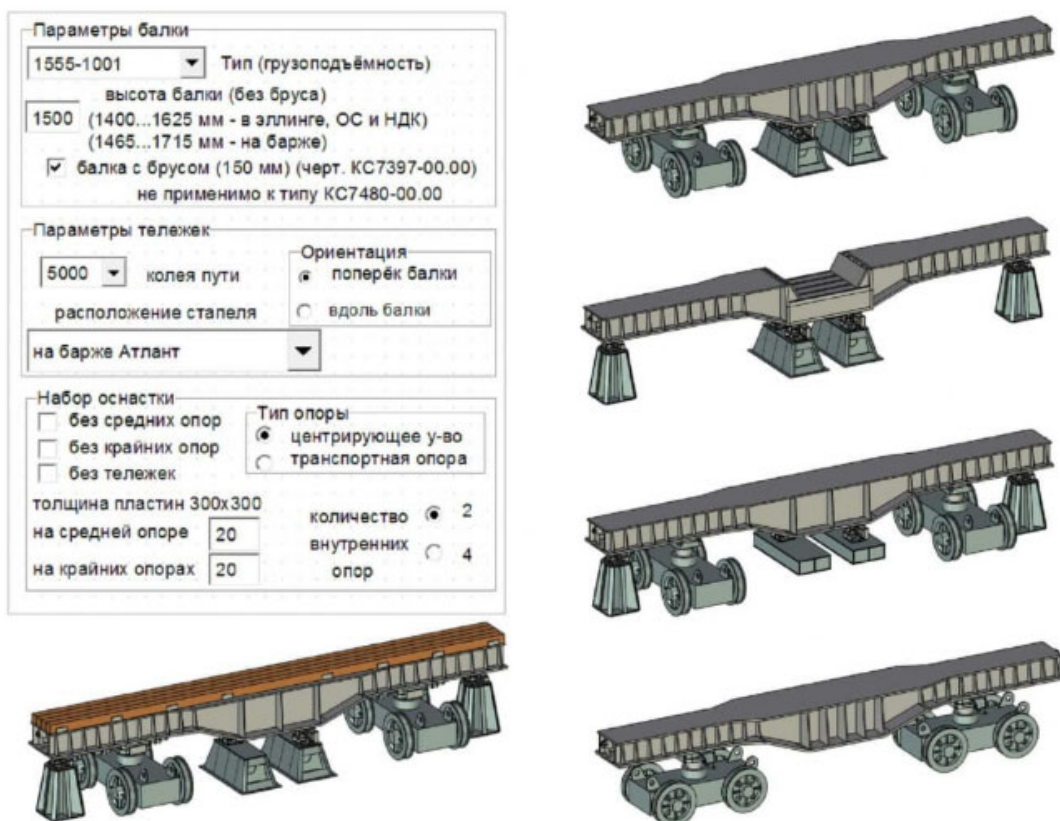 Параметры балки
1555-1001 Тип (грузоподъёмность)
высота балки (без бруса)
1500 (1400...1625 мм - в эллинге, ОС и НДК)
(1465...1715 мм - на барже)
балка с брусом (150 мм) (черт. КС7397-00.00)
не применимо к типу КС7480-00.00
Параметры тележек
5000 колея пути
Ориентация
поперёк балки
вдоль балки
расположение стапеля
на барже Атлант
Набор оснастки
без средних опор
без крайних опор
без тележек
Тип опоры
центрирующее у-во
транспортная опора
толщина пластин 300х300
на средней опоре 20
на крайних опорах 20
количество внутренних опор
2
4